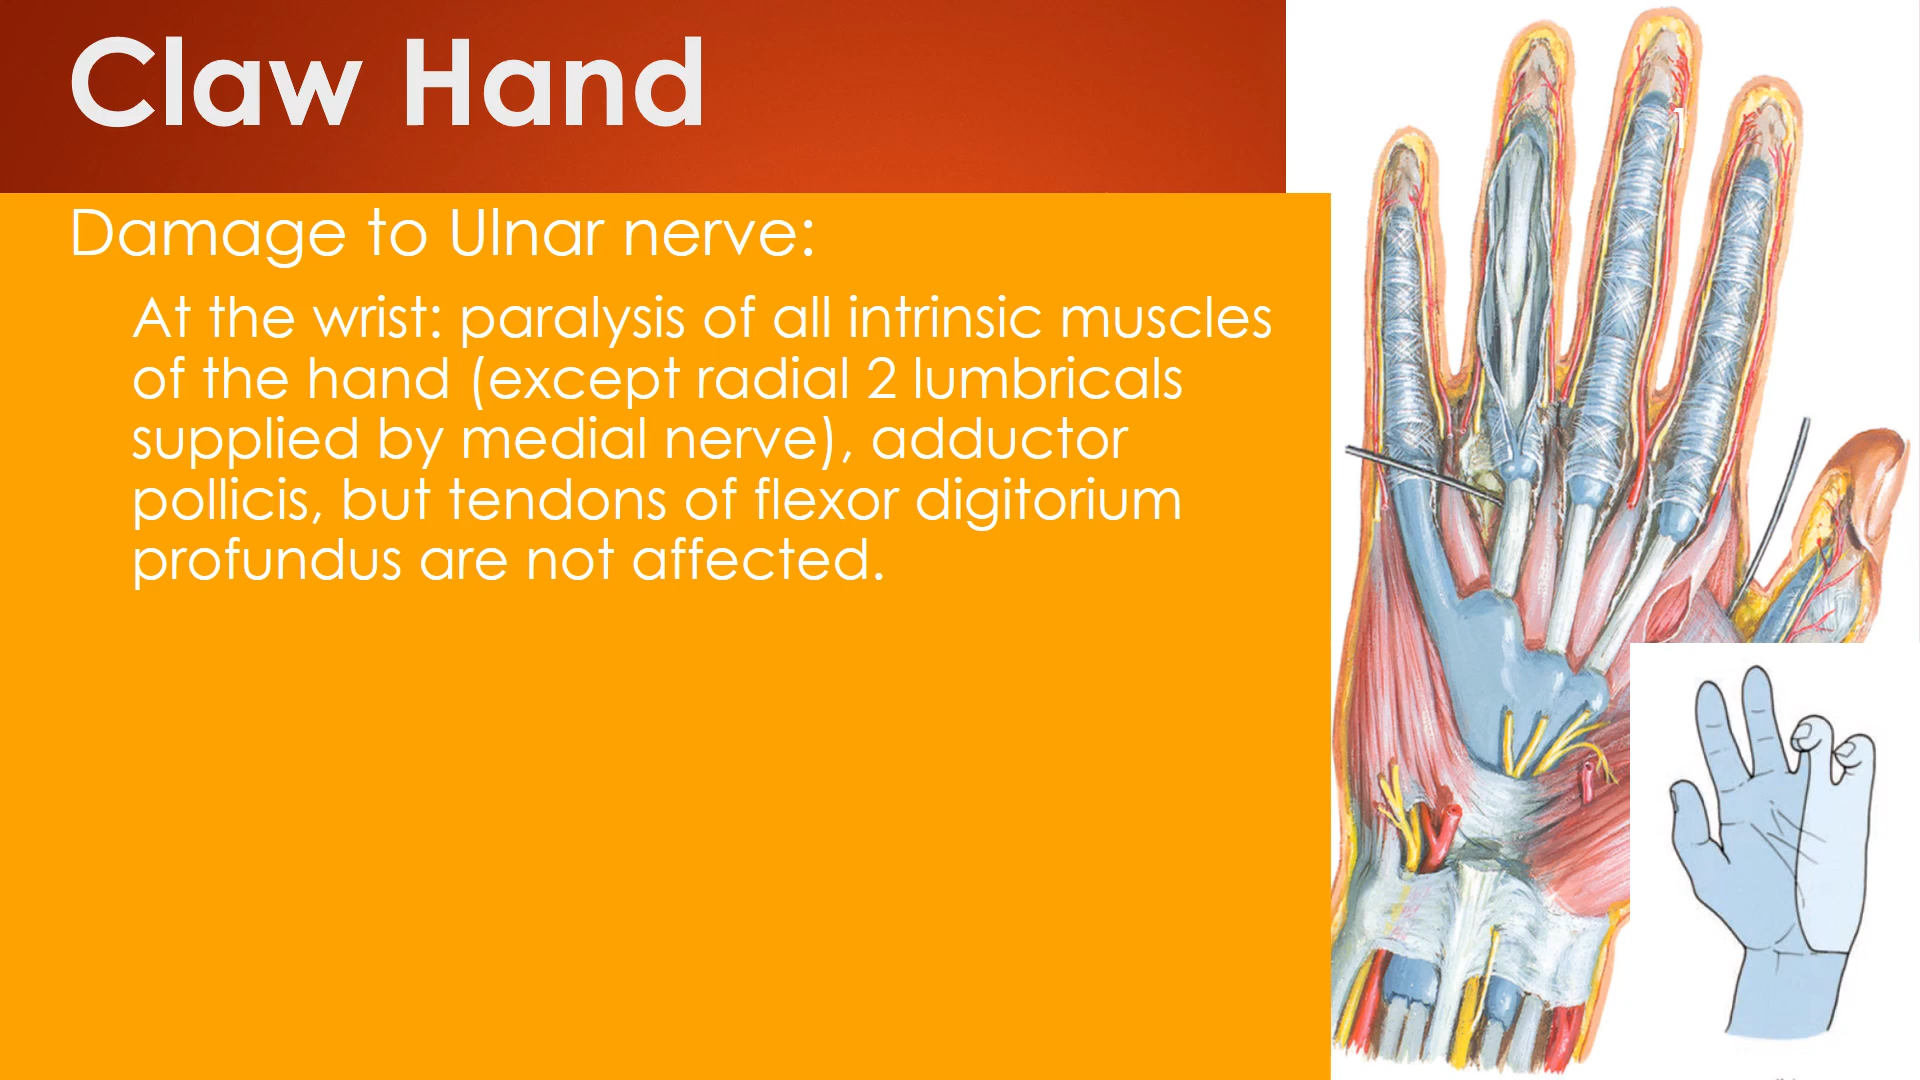 Claw Hand
1
Damage to Ulnar nerve:
At the wrist: paralysis of all intrinsic muscles
of the hand (except radial 2 lumbricals
supplied by medial nerve), adductor
pollicis, but tendons of flexor digitorium
profundus are not affected.